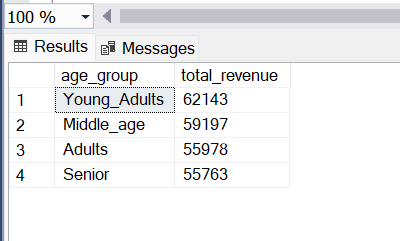 100 %
Results Messages
age_group total_revenue
1 Young_Adults 62143
2 Middle_age 59197
3 Adults 55978
4 Senior 55763